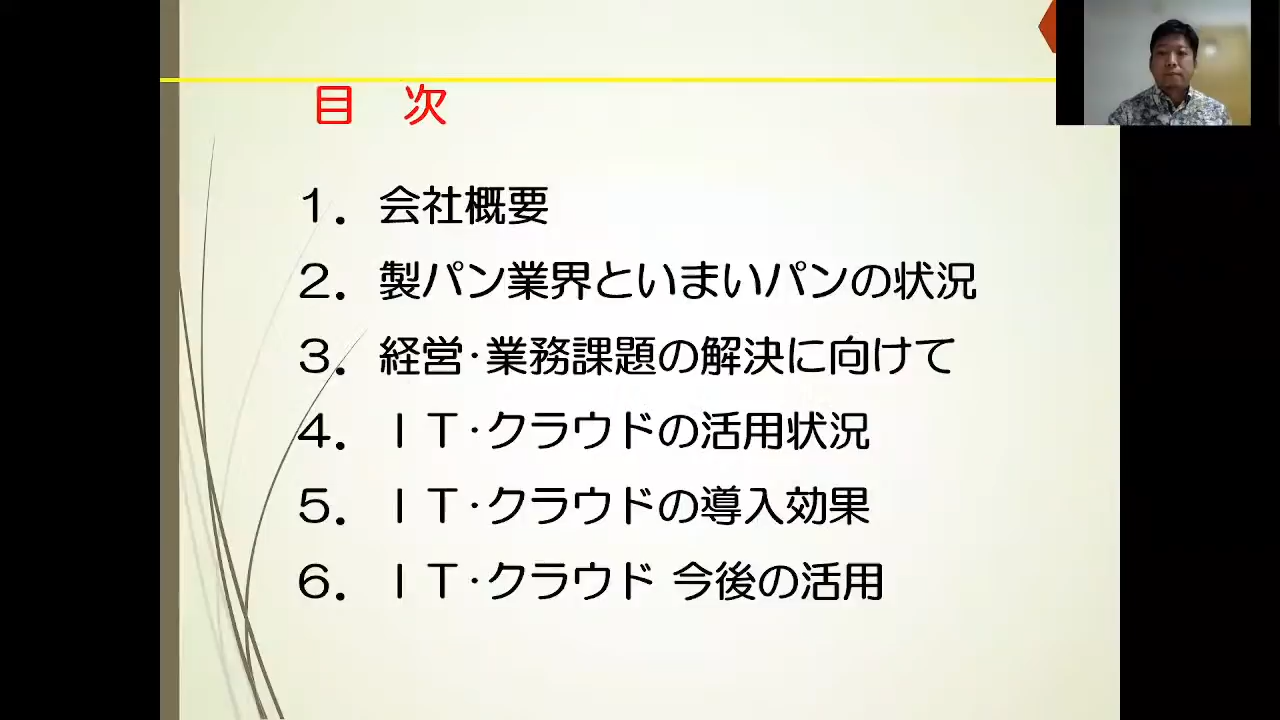 目　次
１．会社概要
２．製パン業界といまいパンの状況
３．経営･業務課題の解決に向けて
４．ＩＴ･クラウドの活用状況
５．ＩＴ･クラウドの導入効果
６．ＩＴ･クラウド 今後の活用